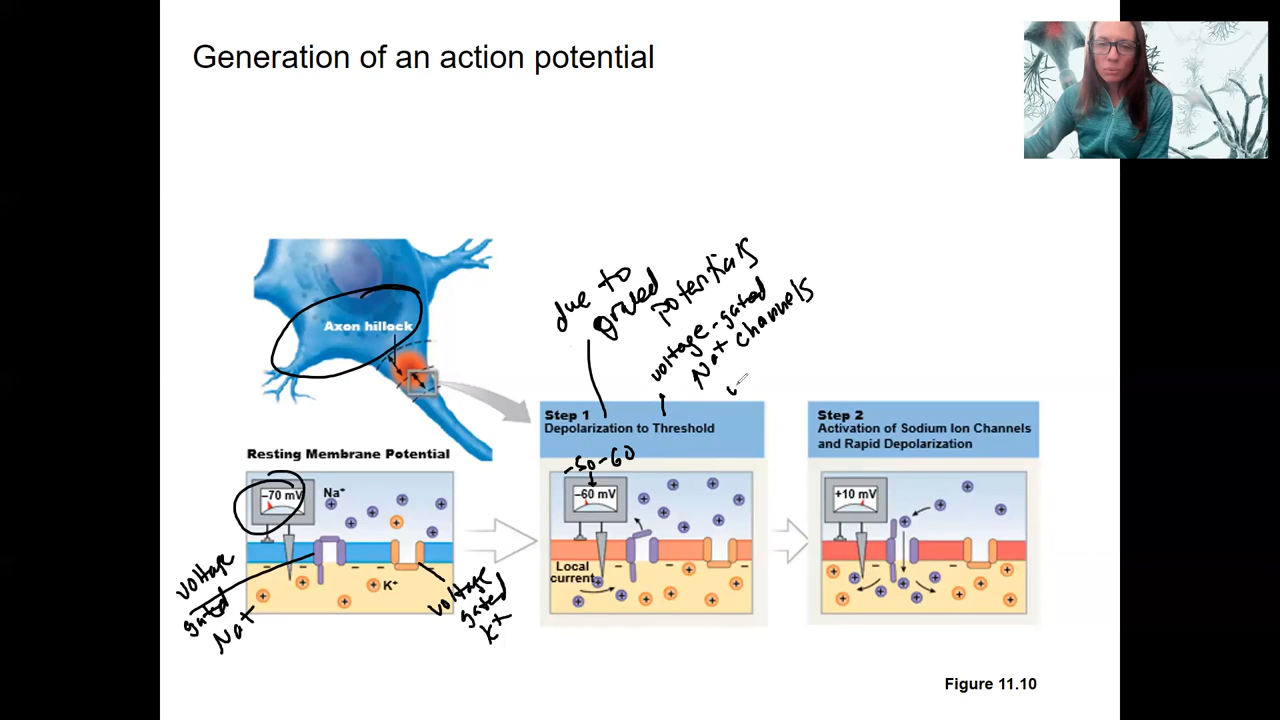 Generation of an action potential
due to
graded
potentials
voltage-gated
Na+ channels
Axon hillock
Step 1
Depolarization to Threshold
Step 2
Activation of Sodium Ion Channels
and Rapid Depolarization
Resting Membrane Potential
-50-60
–70 mV
Na⁺
–60 mV
+10 mV
Local
current
K⁺
voltage
gated
Na+
voltage
gated
K+
Figure 11.10